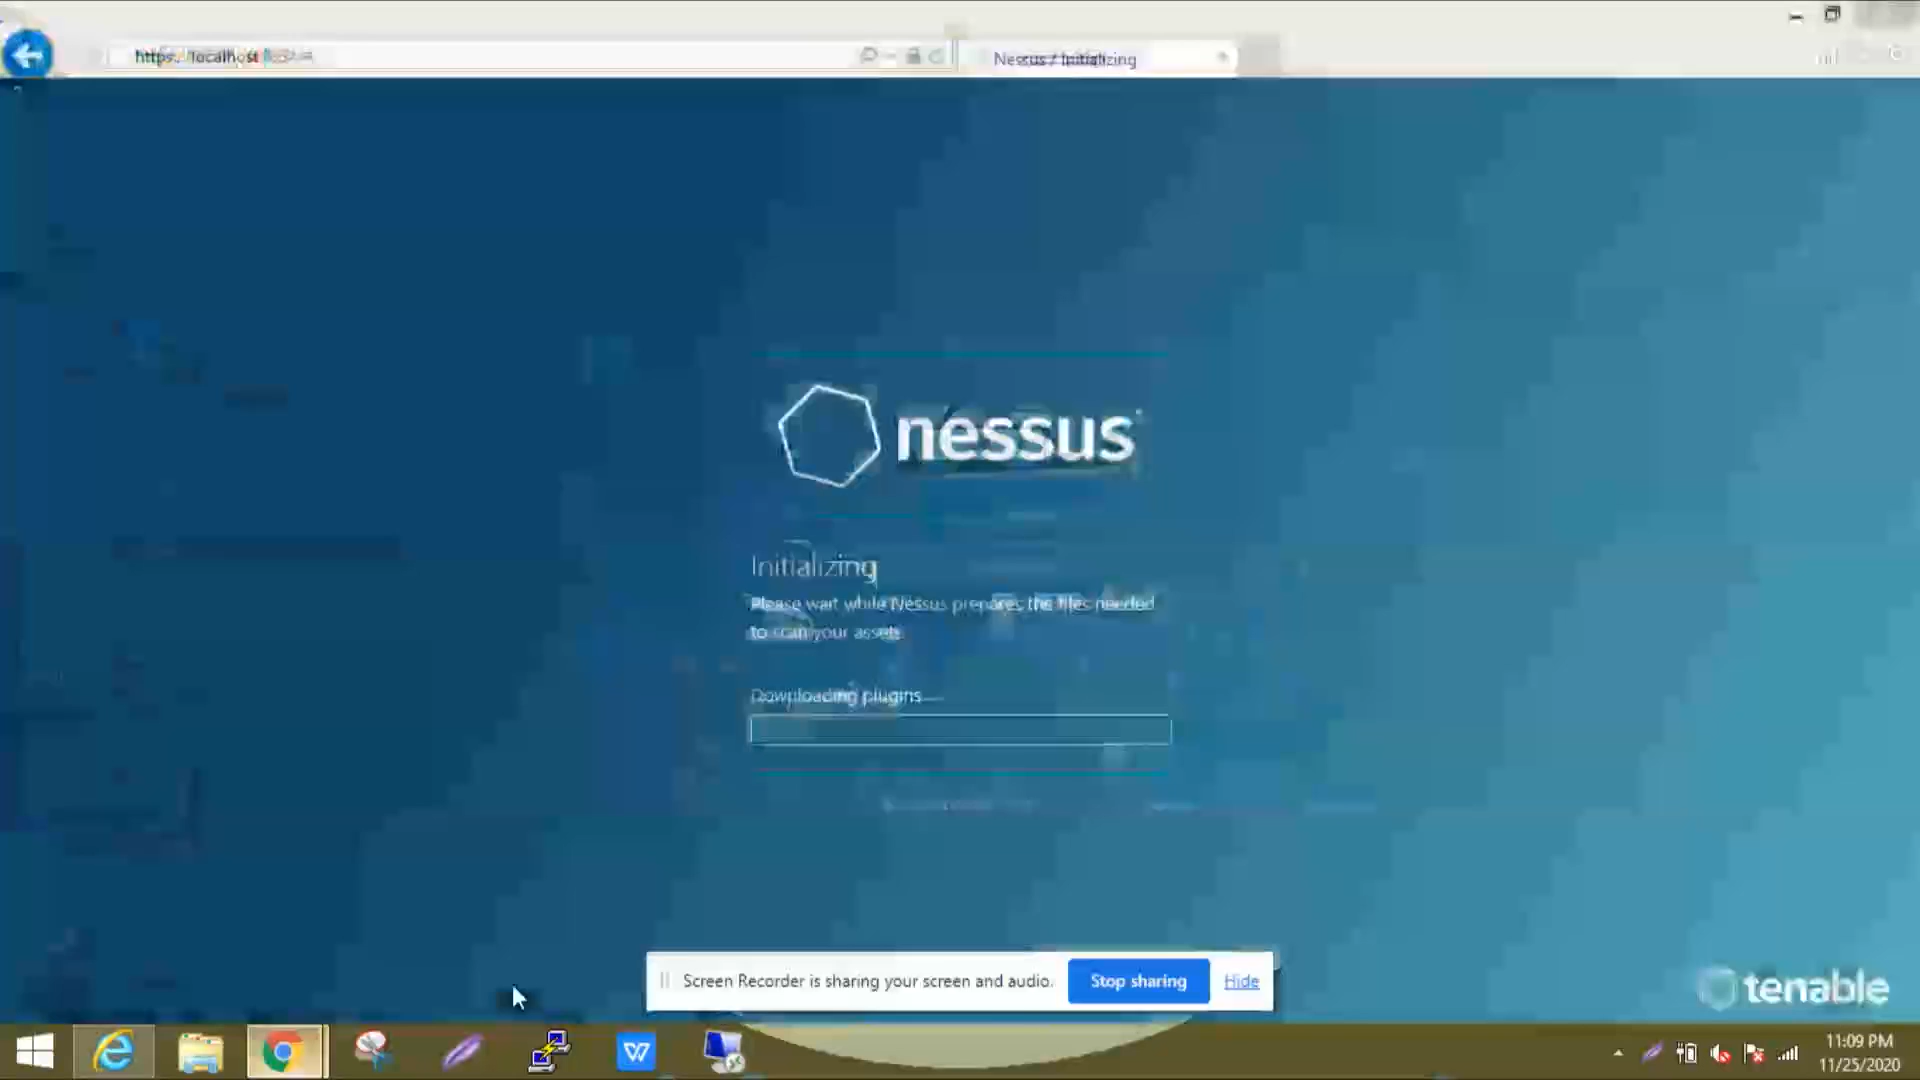 https://localhost
Nessus / Initializing
nessus
Initializing
Please wait while Nessus prepares the files needed
to scan your assets
Downloading plugins
Screen Recorder is sharing your screen and audio.
Stop sharing
Hide
tenable
W
11:09 PM
11/25/2020